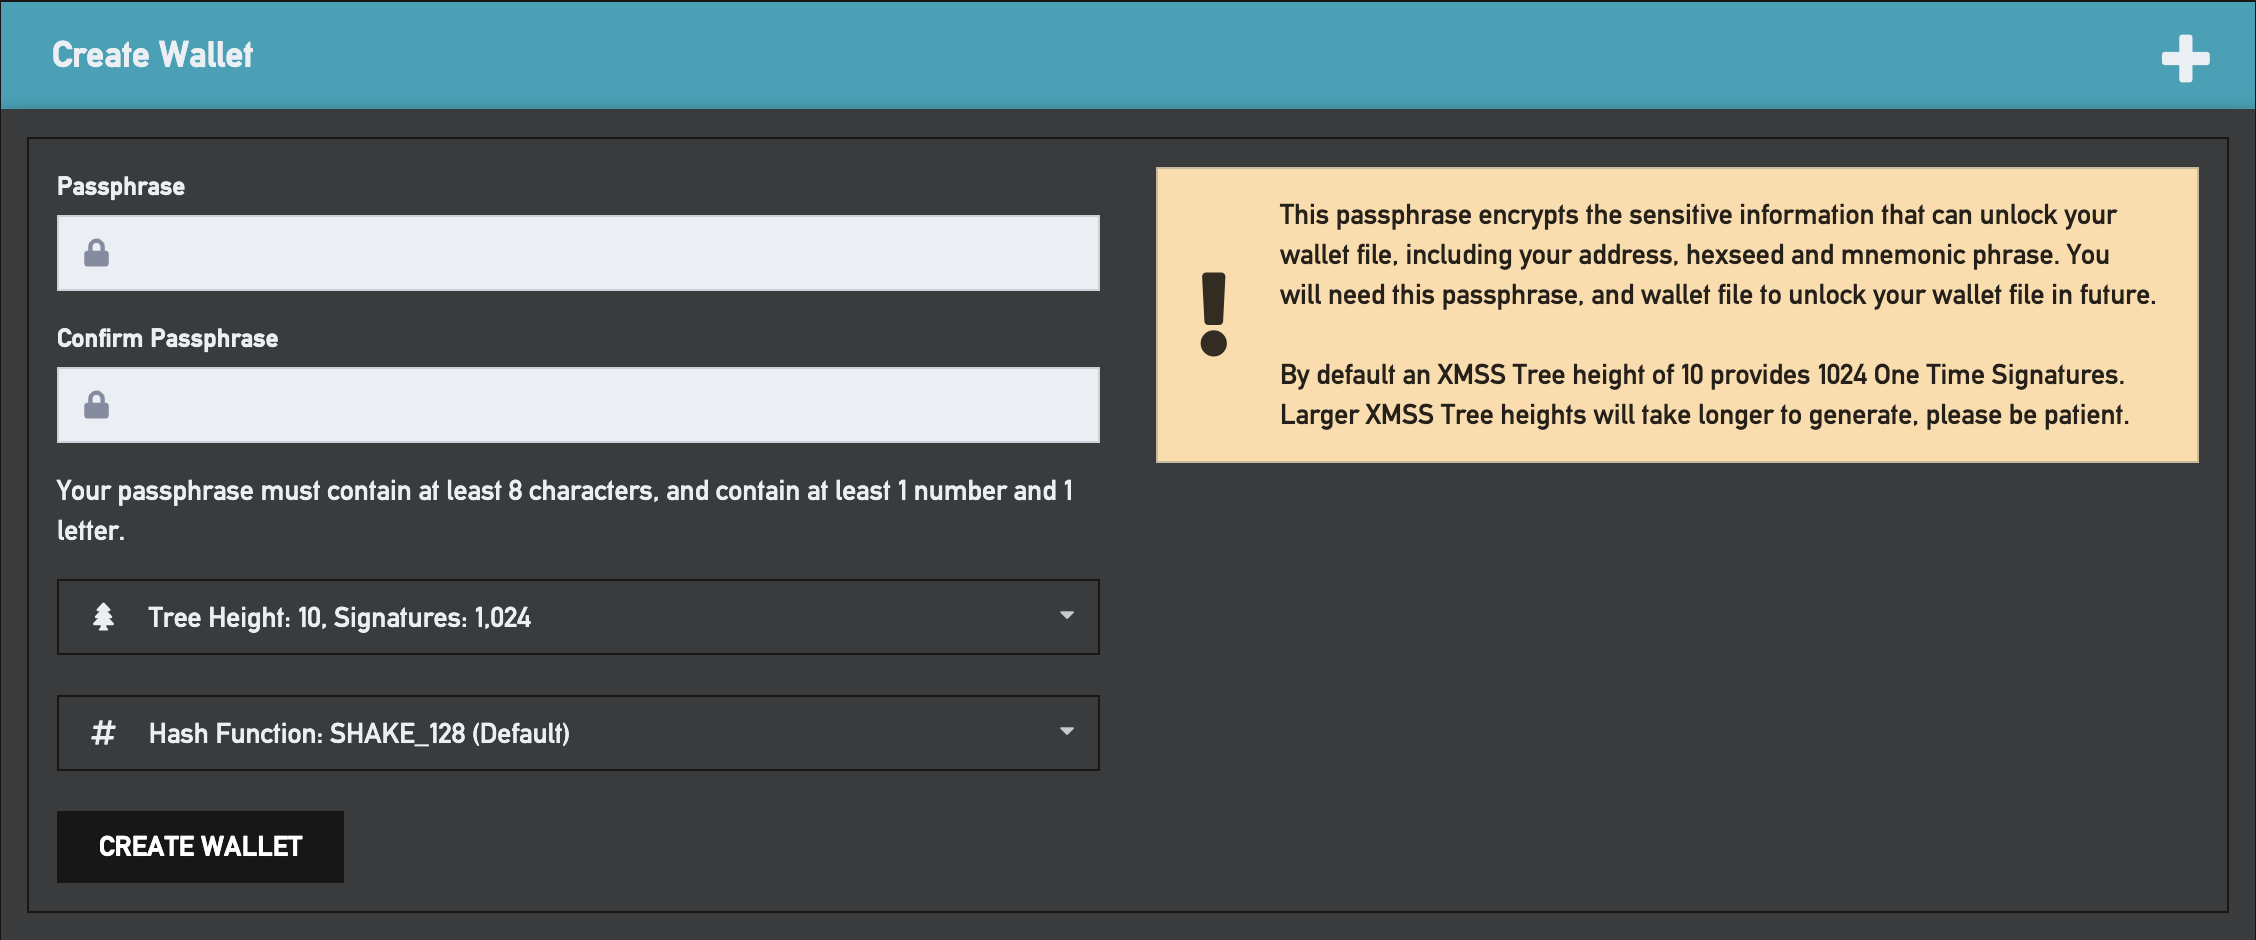 Create Wallet
Passphrase
Confirm Passphrase
Your passphrase must contain at least 8 characters, and contain at least 1 number and 1
letter.
Tree Height: 10, Signatures: 1,024
# Hash Function: SHAKE_128 (Default)
CREATE WALLET
This passphrase encrypts the sensitive information that can unlock your
wallet file, including your address, hexseed and mnemonic phrase. You
will need this passphrase, and wallet file to unlock your wallet file in future.
By default an XMSS Tree height of 10 provides 1024 One Time Signatures.
Larger XMSS Tree heights will take longer to generate, please be patient.